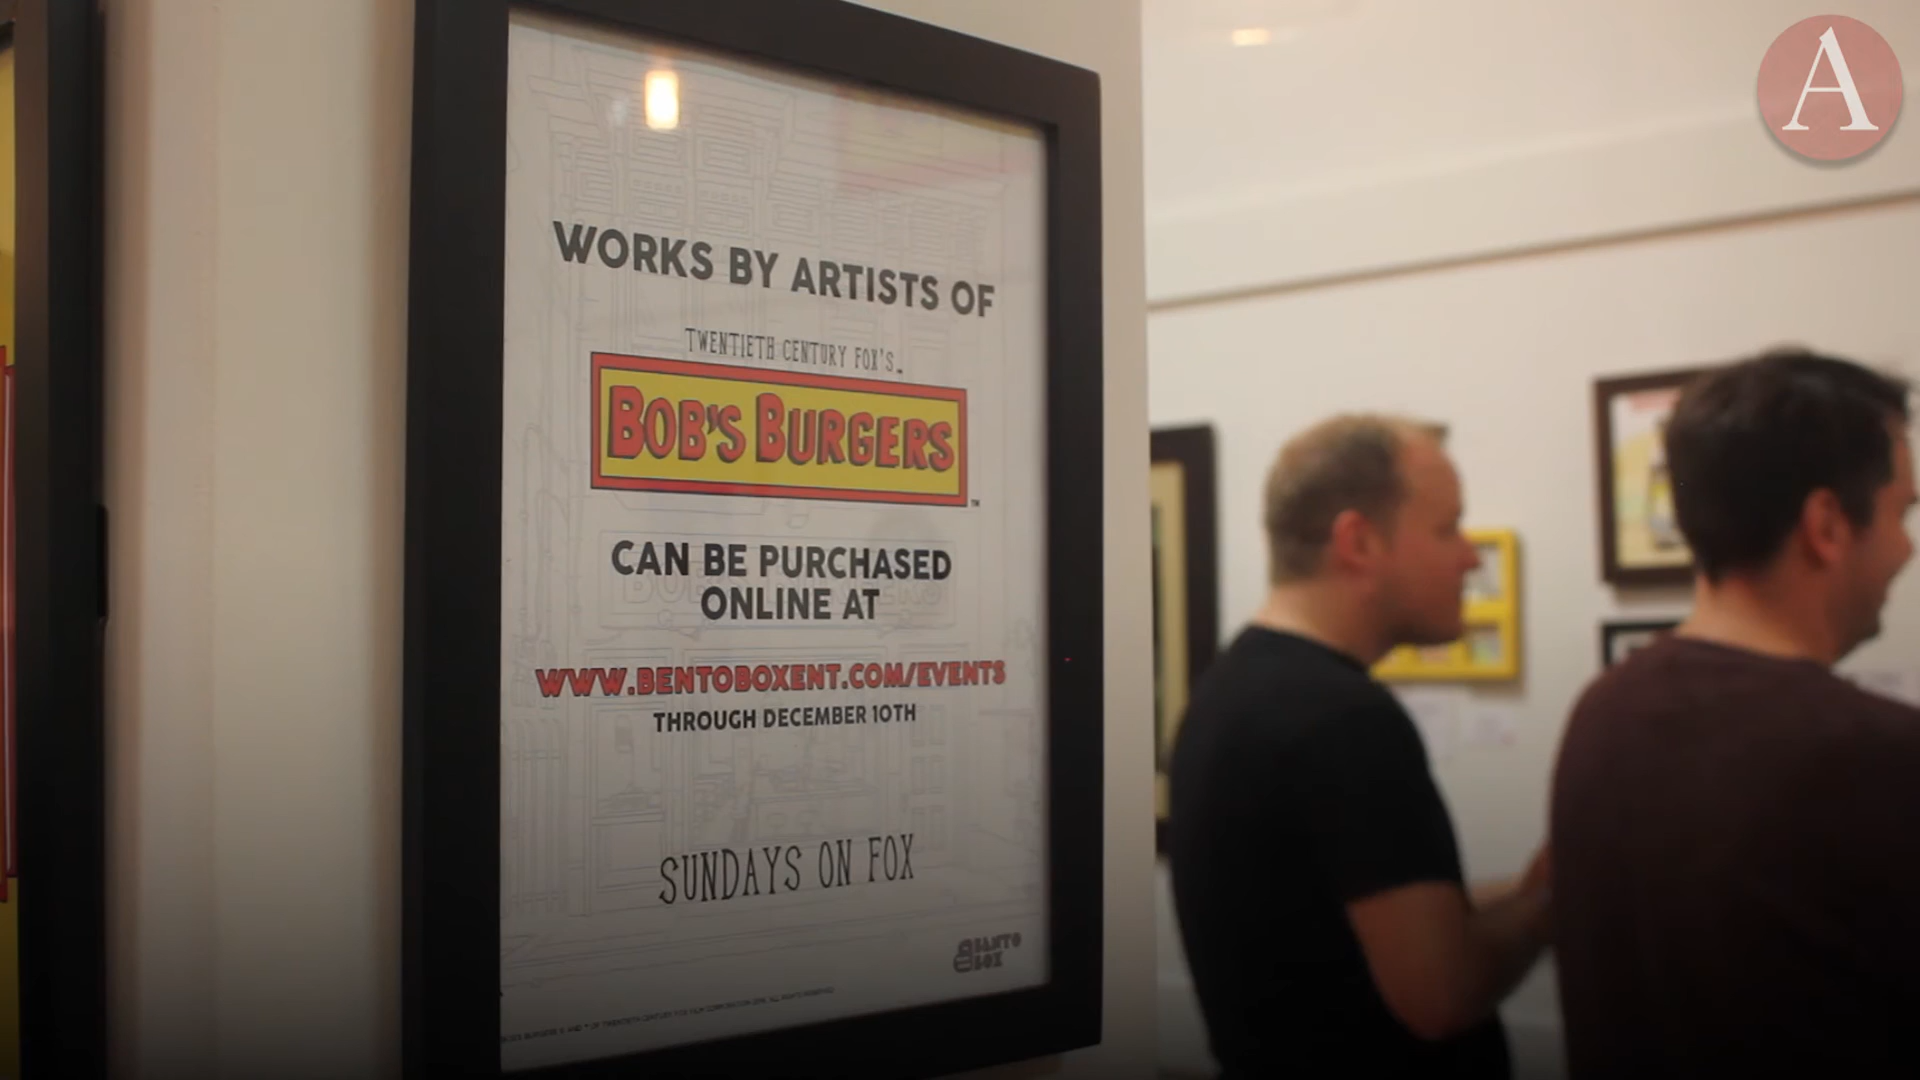 A
WORKS BY ARTISTS OF
TWENTIETH CENTURY FOX'S
BOB'S BURGERS
TM
CAN BE PURCHASED
ONLINE AT
WWW.BENTOBOXENT.COM/EVENTS
THROUGH DECEMBER 10TH
SUNDAYS ON FOX
BENTO
BOX